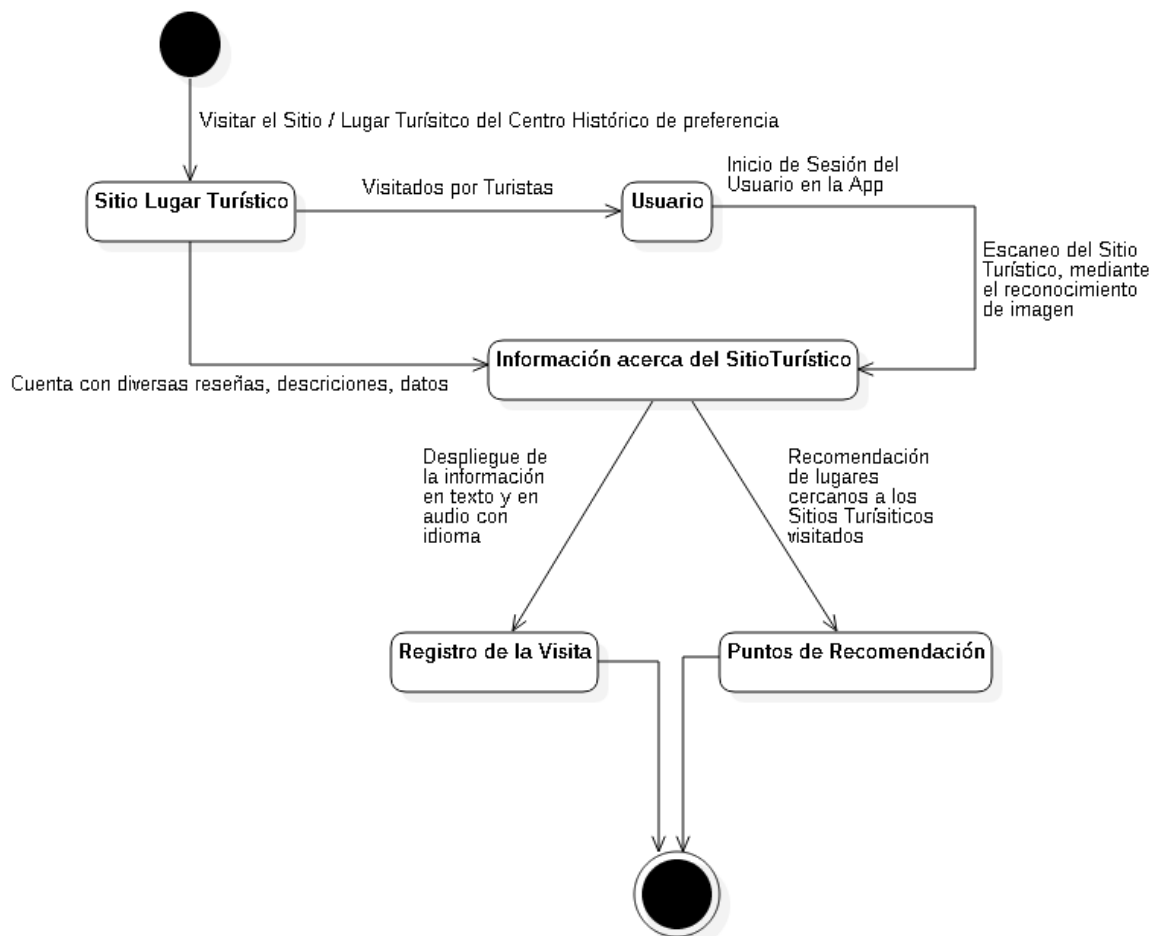 Visitar el Sitio / Lugar Turísitco del Centro Histórico de preferencia
Sitio Lugar Turístico
Visitados por Turistas
Usuario
Inicio de Sesión del
Usuario en la App
Escaneo del Sitio
Turístico, mediante
el reconocimiento
de imagen
Información acerca del SitioTurístico
Cuenta con diversas reseñas, descriciones, datos
Despliegue de
la información
en texto y en
audio con
idioma
Recomendación
de lugares
cercanos a los
Sitios Turísiticos
visitados
Registro de la Visita
Puntos de Recomendación